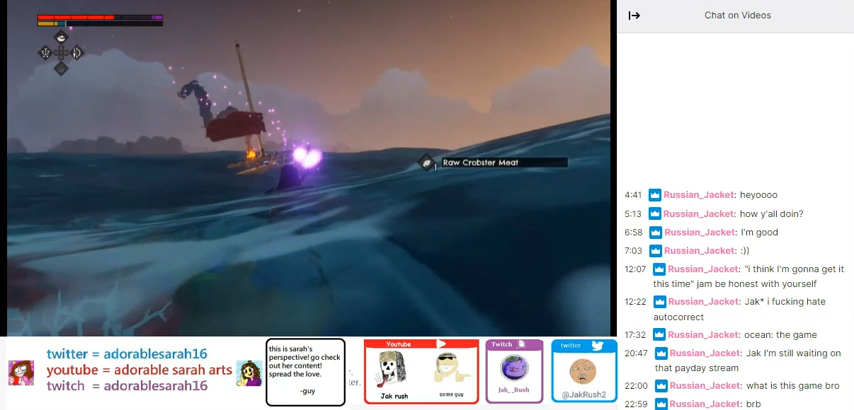 Chat on Videos
Raw Crobster Meat
1
4:41 Russian_Jacket: heyoooo
5:13 Russian_Jacket: how y'all doin?
6:58 Russian_Jacket: I'm good
7:03 Russian_Jacket: :))
12:07 Russian_Jacket: "i think I'm gonna get it
this time" jam be honest with yourself
12:22 Russian_Jacket: Jak* i fucking hate
autocorrect
17:32 Russian_Jacket: ocean: the game
20:47 Russian_Jacket: Jak I'm still waiting on
that payday stream
22:00 Russian_Jacket: what is this game bro
22:59 Russian_Jacket: brb
twitter = adorablesarah16
youtube = adorable sarah arts
twitch = adorablesarah16
this is sarah's
perspective! go check
out her content!
spread the love.
-guy
ter.
Youtube
Jak rush
some guy
Twitch
Jak_Rush
twitter
@JakRush2